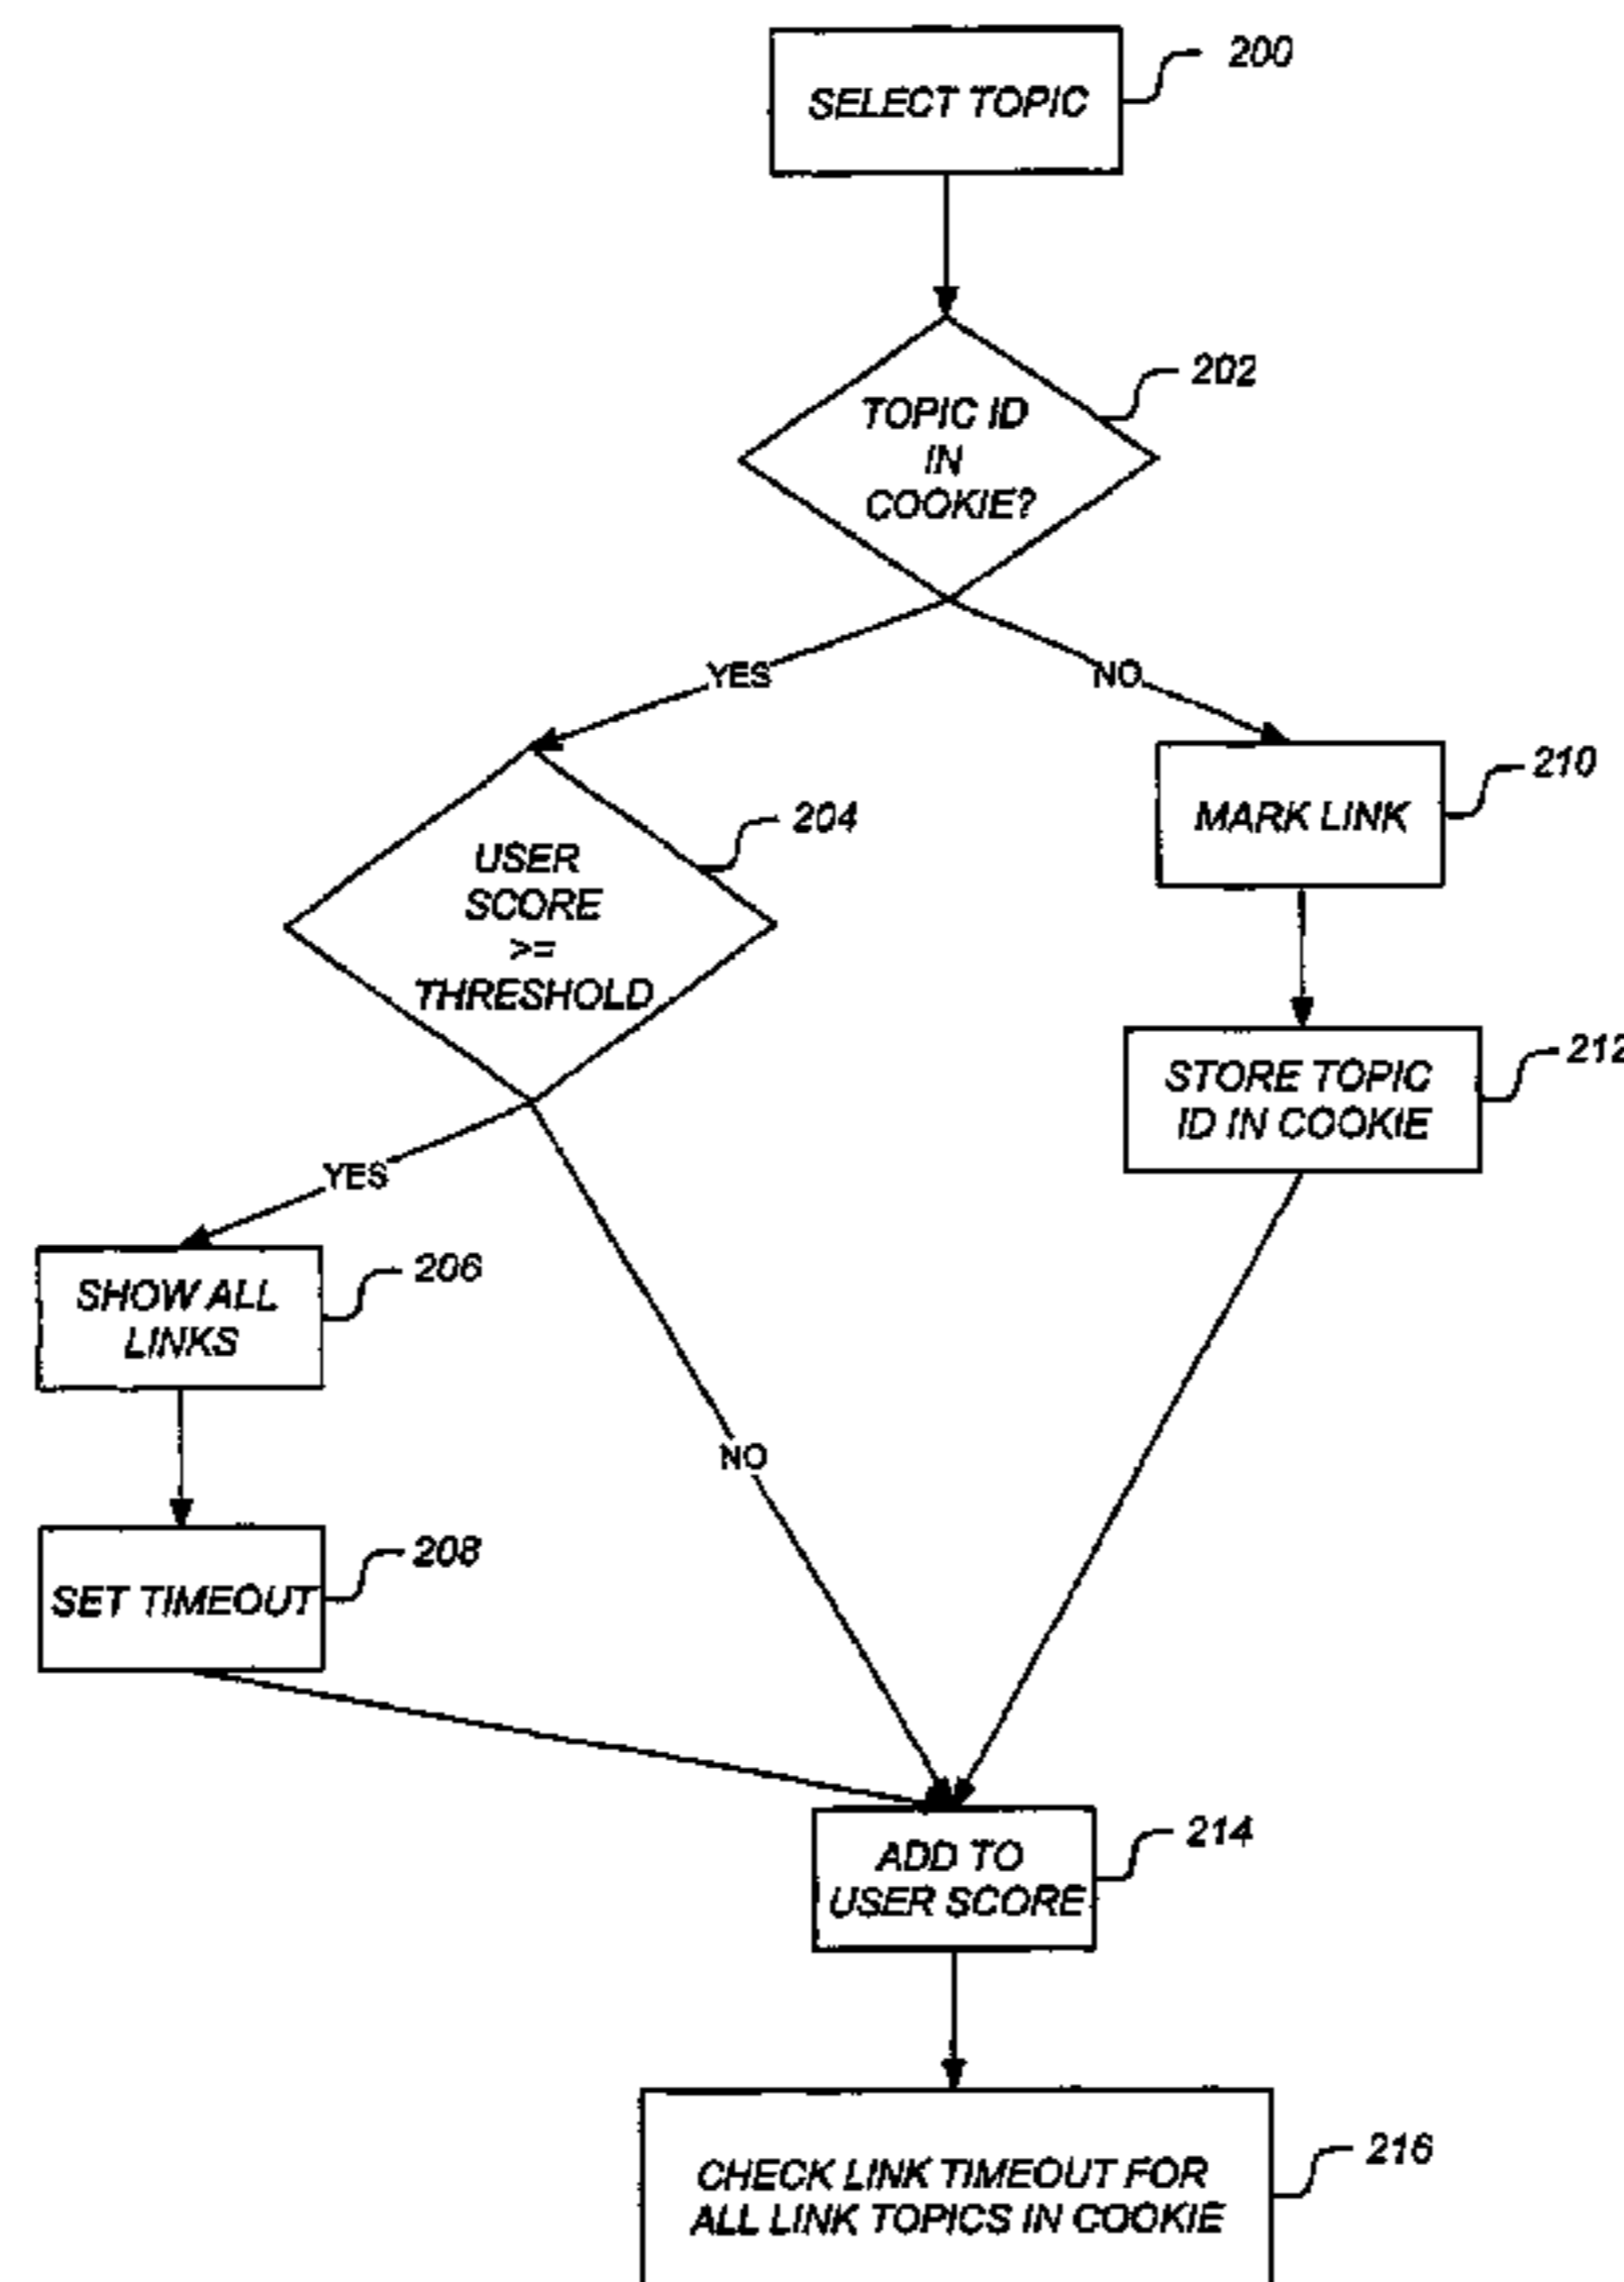 200
SELECT TOPIC
202
TOPIC ID
IN
COOKIE?
YES
NO
210
MARK LINK
204
USER
SCORE
>=
THRESHOLD
212
STORE TOPIC
ID IN COOKIE
YES
206
SHOW ALL
LINKS
NO
208
SET TIMEOUT
214
ADD TO
USER SCORE
216
CHECK LINK TIMEOUT FOR
ALL LINK TOPICS IN COOKIE